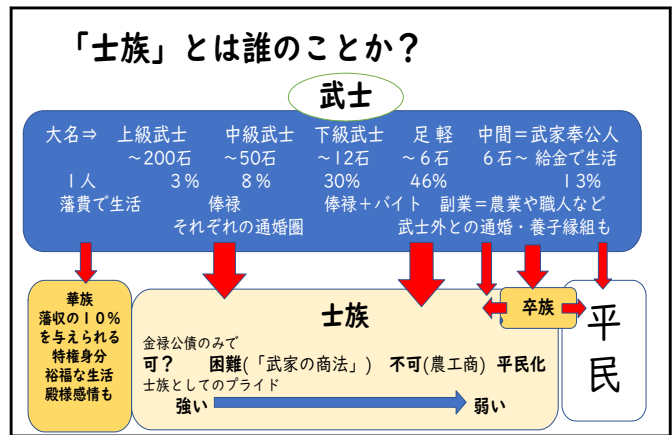 「士族」とは誰のことか？
武士
大名⇒ 上級武士 中級武士 下級武士 足軽 中間＝武家奉公人
～200石 ～50石 ～12石 ～６石 ６石～ 給金で生活
１人 ３％ ８％ 30％ 46％ １３％
藩費で生活 俸禄 俸禄＋バイト 副業＝農業や職人など
それぞれの通婚圏 武士外との通婚・養子縁組も
華族
藩収の１０％
を与えられる
特権身分
裕福な生活
殿様感情も
士族
金禄公債のみで
可？ 困難(「武家の商法」) 不可(農工商) 平民化
士族としてのプライド
強い 弱い
卒族
平民